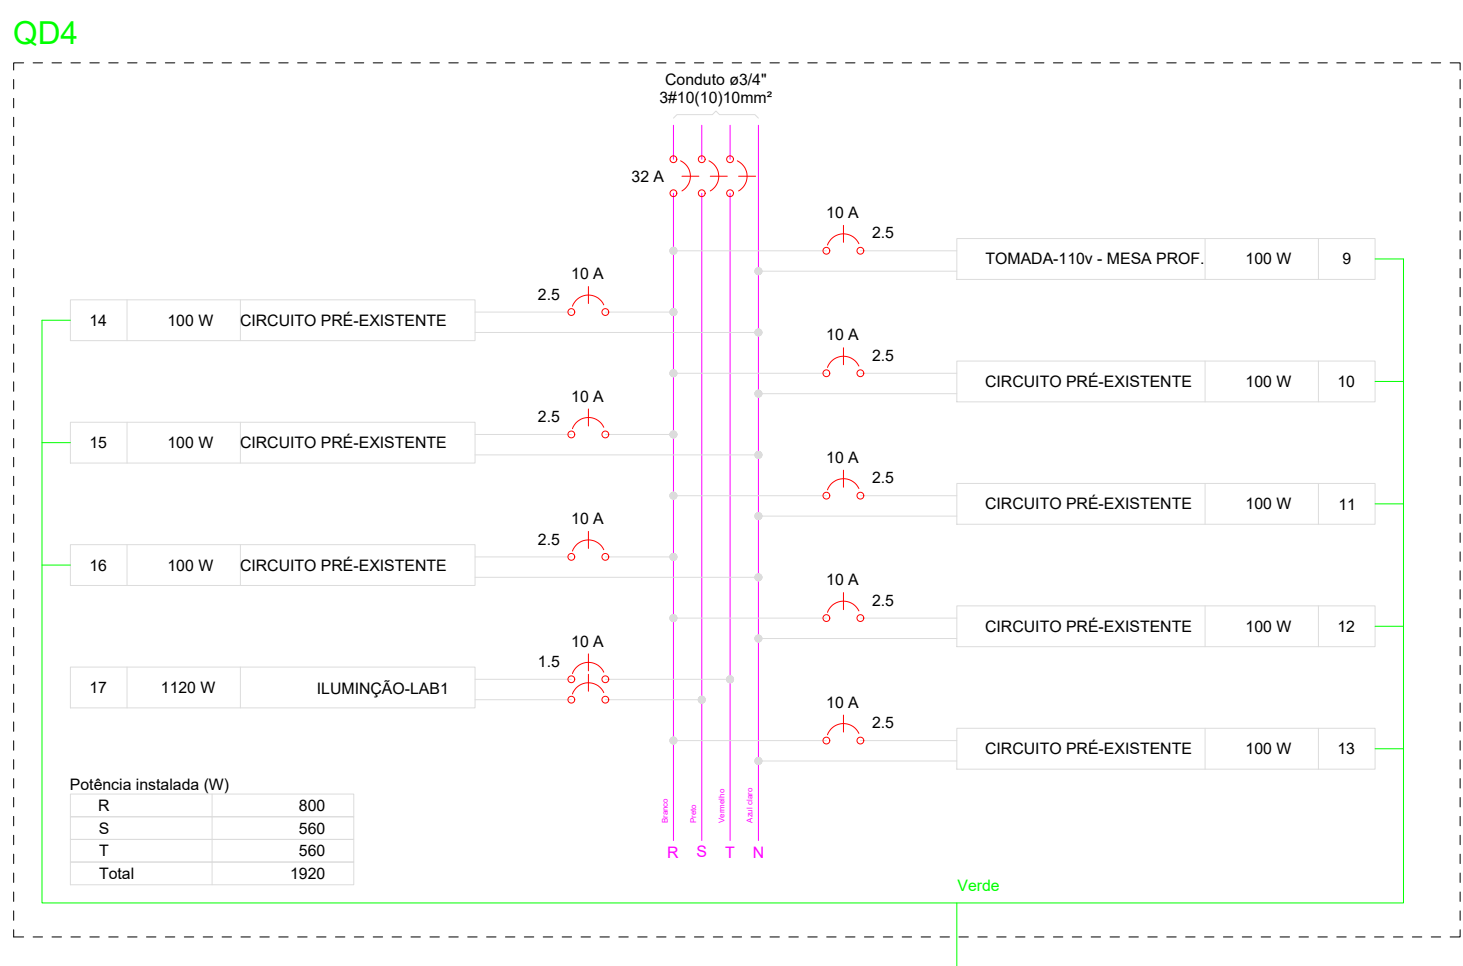 QD4
Conduto ø3/4"
3#10(10)10mm²
32 A
10 A
2.5
TOMADA-110v - MESA PROF. 100 W 9
10 A
2.5
14 100 W CIRCUITO PRÉ-EXISTENTE
10 A
2.5
CIRCUITO PRÉ-EXISTENTE 100 W 10
10 A
2.5
15 100 W CIRCUITO PRÉ-EXISTENTE
10 A
2.5
CIRCUITO PRÉ-EXISTENTE 100 W 11
10 A
2.5
16 100 W CIRCUITO PRÉ-EXISTENTE
10 A
2.5
CIRCUITO PRÉ-EXISTENTE 100 W 12
10 A
1.5
17 1120 W ILUMINÇÃO-LAB1
10 A
2.5
CIRCUITO PRÉ-EXISTENTE 100 W 13
Potência instalada (W)
R 800
S 560
T 560
Total 1920
Branco
Preto
Vermelho
Azul claro
R S T N
Verde